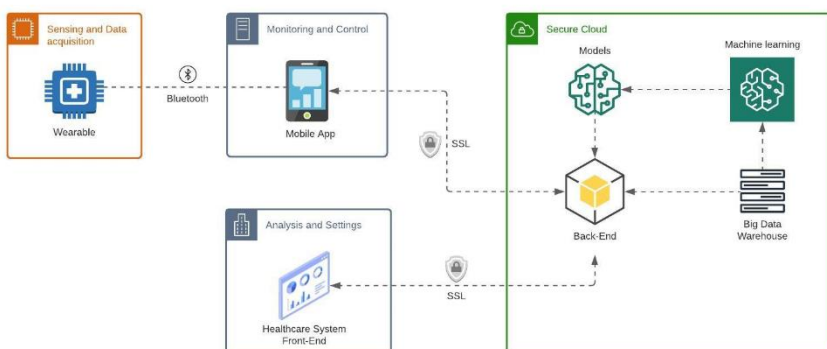 Sensing and Data
acquisition
Wearable
Bluetooth
Monitoring and Control
Mobile App
SSL
Analysis and Settings
Healthcare System
Front-End
SSL
Secure Cloud
Models
Machine learning
Back-End
Big Data
Warehouse